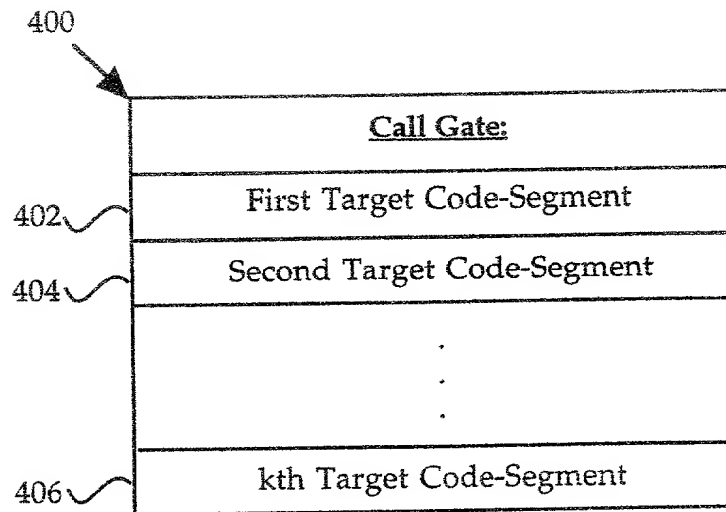 400
Call Gate:
402
First Target Code-Segment
404
Second Target Code-Segment
.
.
.
406
kth Target Code-Segment